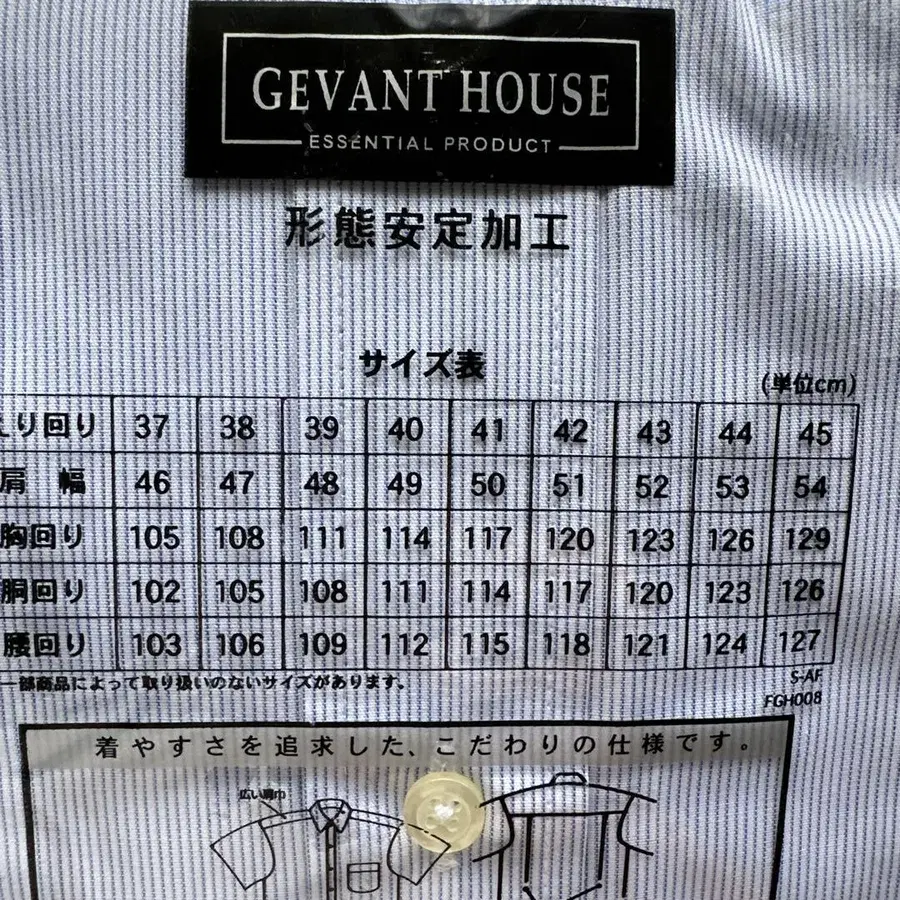 GEVANT HOUSE
ESSENTIAL PRODUCT
形態安定加工
サイズ表
(単位cm)
えり回り 37 38 39 40 41 42 43 44 45
肩 幅 46 47 48 49 50 51 52 53 54
胸回り 105 108 111 114 117 120 123 126 129
胴回り 102 105 108 111 114 117 120 123 126
腰回り 103 106 109 112 115 118 121 124 127
一部商品によって取り扱いのないサイズがあります。
S-AF
FGH008
着やすさを追求した、こだわりの仕様です。
広い肩巾